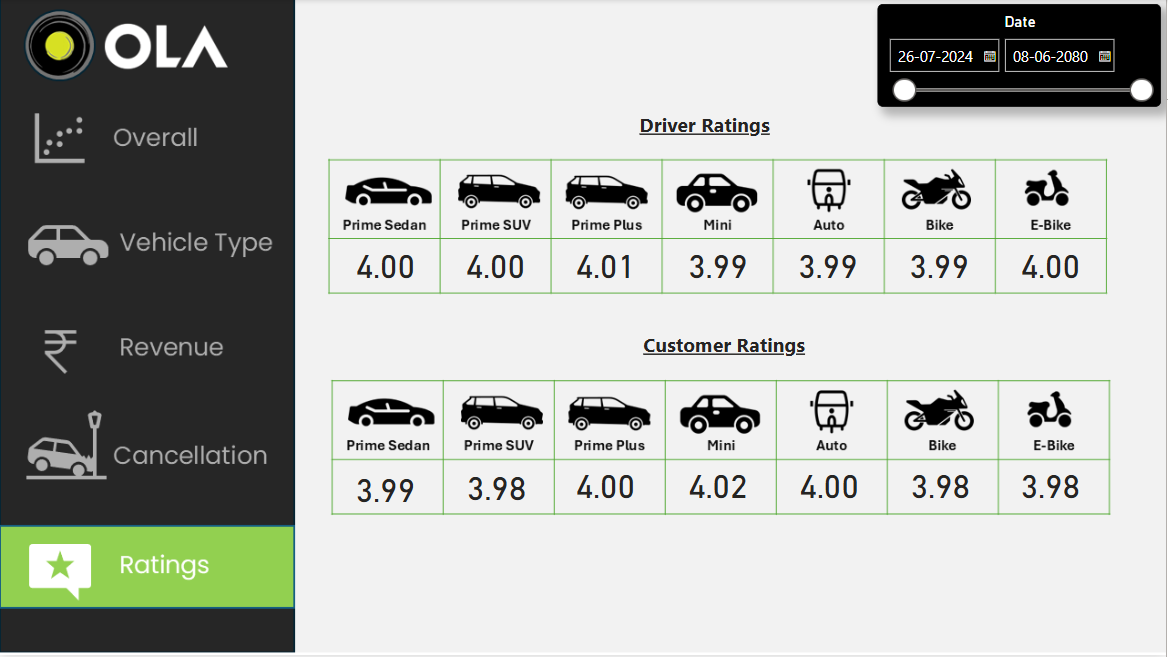 OLA
Date
26-07-2024 08-06-2080
Overall
Vehicle Type
Revenue
Cancellation
Ratings
Driver Ratings
Prime Sedan Prime SUV Prime Plus Mini Auto Bike E-Bike
4.00 4.00 4.01 3.99 3.99 3.99 4.00
Customer Ratings
Prime Sedan Prime SUV Prime Plus Mini Auto Bike E-Bike
3.99 3.98 4.00 4.02 4.00 3.98 3.98